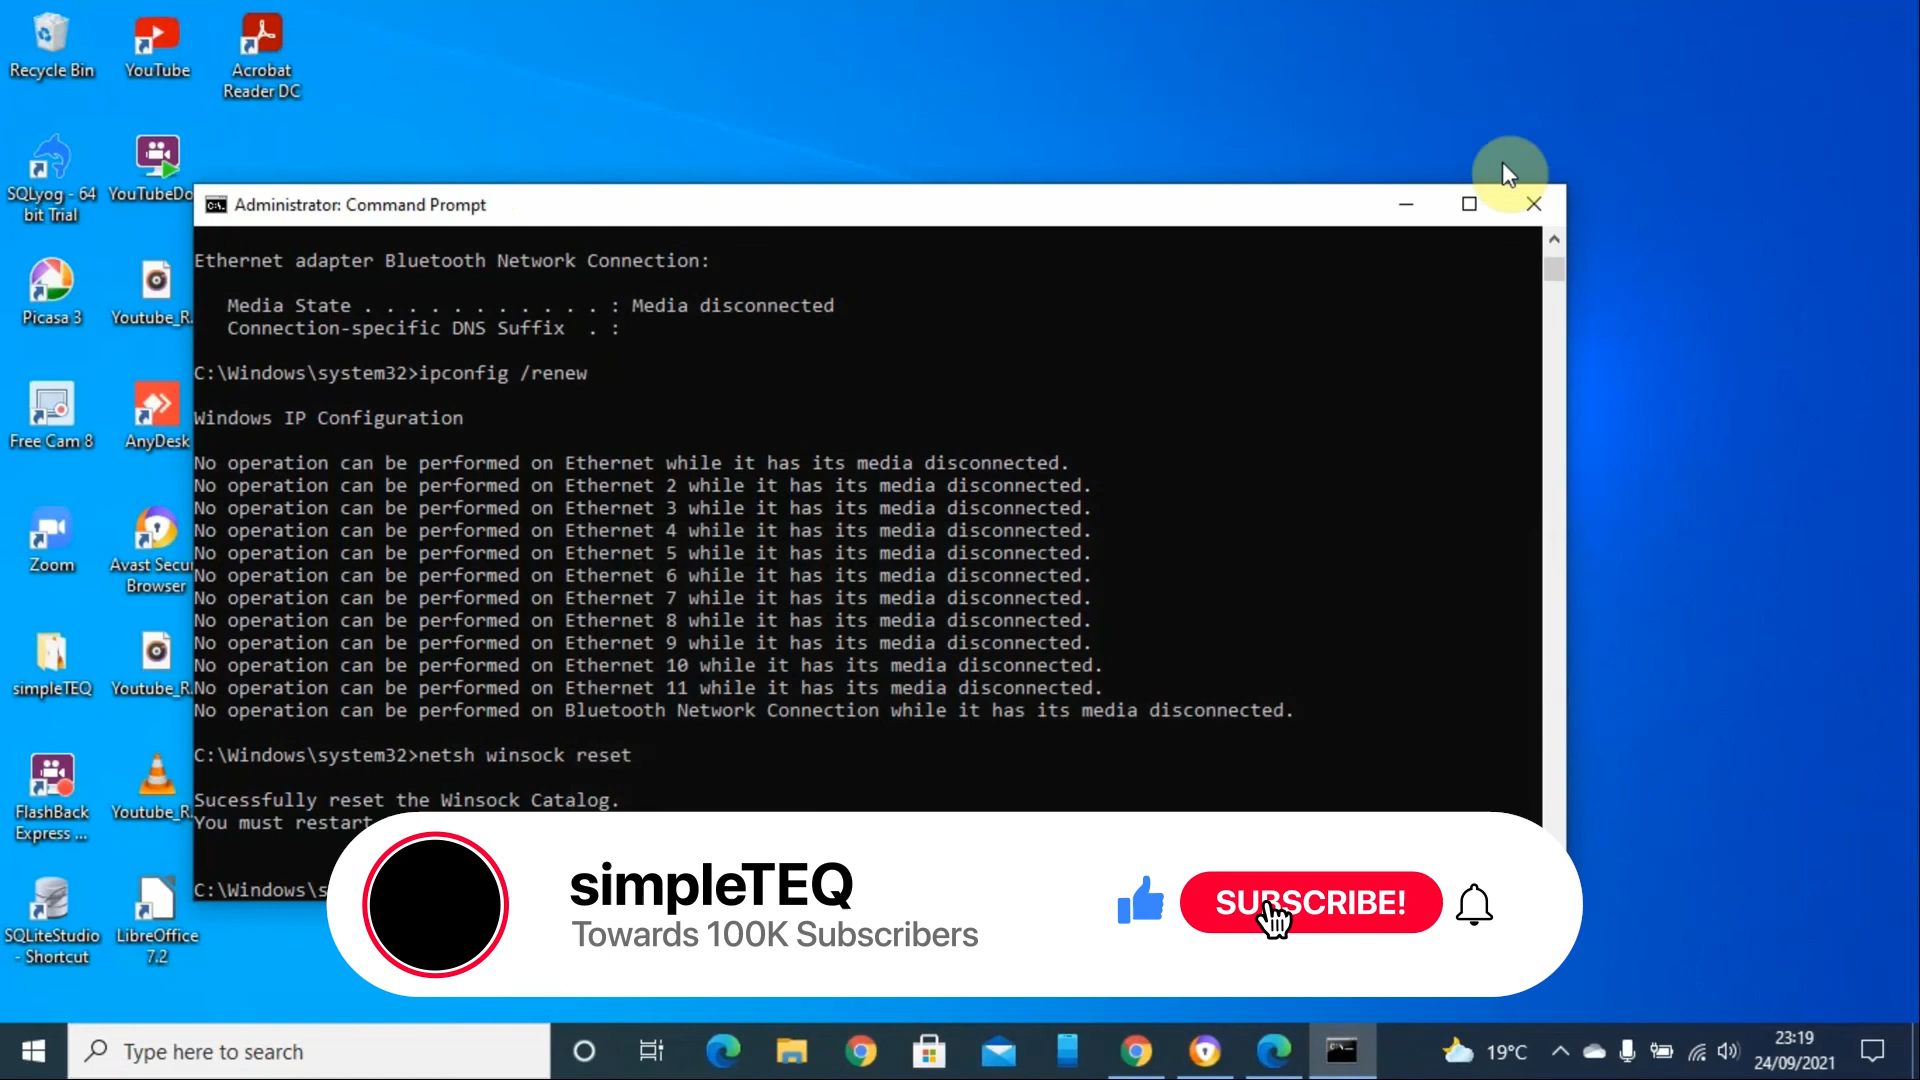 Recycle Bin
YouTube
Acrobat
Reader DC
SQLyog - 64
bit Trial
YouTubeDo
Picasa 3
Youtube_R.
Free Cam 8
AnyDesk
Zoom
Avast Secu
Browser
simpleTEQ
Youtube_R.
FlashBack
Express ...
Youtube_R.
SQLiteStudio
- Shortcut
LibreOffice
7.2
Administrator: Command Prompt
Ethernet adapter Bluetooth Network Connection:
Media State . . . . . . . . . . . : Media disconnected
Connection-specific DNS Suffix  . :
C:\Windows\system32>ipconfig /renew
Windows IP Configuration
No operation can be performed on Ethernet while it has its media disconnected.
No operation can be performed on Ethernet 2 while it has its media disconnected.
No operation can be performed on Ethernet 3 while it has its media disconnected.
No operation can be performed on Ethernet 4 while it has its media disconnected.
No operation can be performed on Ethernet 5 while it has its media disconnected.
No operation can be performed on Ethernet 6 while it has its media disconnected.
No operation can be performed on Ethernet 7 while it has its media disconnected.
No operation can be performed on Ethernet 8 while it has its media disconnected.
No operation can be performed on Ethernet 9 while it has its media disconnected.
No operation can be performed on Ethernet 10 while it has its media disconnected.
No operation can be performed on Ethernet 11 while it has its media disconnected.
No operation can be performed on Bluetooth Network Connection while it has its media disconnected.
C:\Windows\system32>netsh winsock reset
Sucessfully reset the Winsock Catalog.
You must restart
C:\Windows\s
simpleTEQ
Towards 100K Subscribers
SUBSCRIBE!
Type here to search
19°C
23:19
24/09/2021